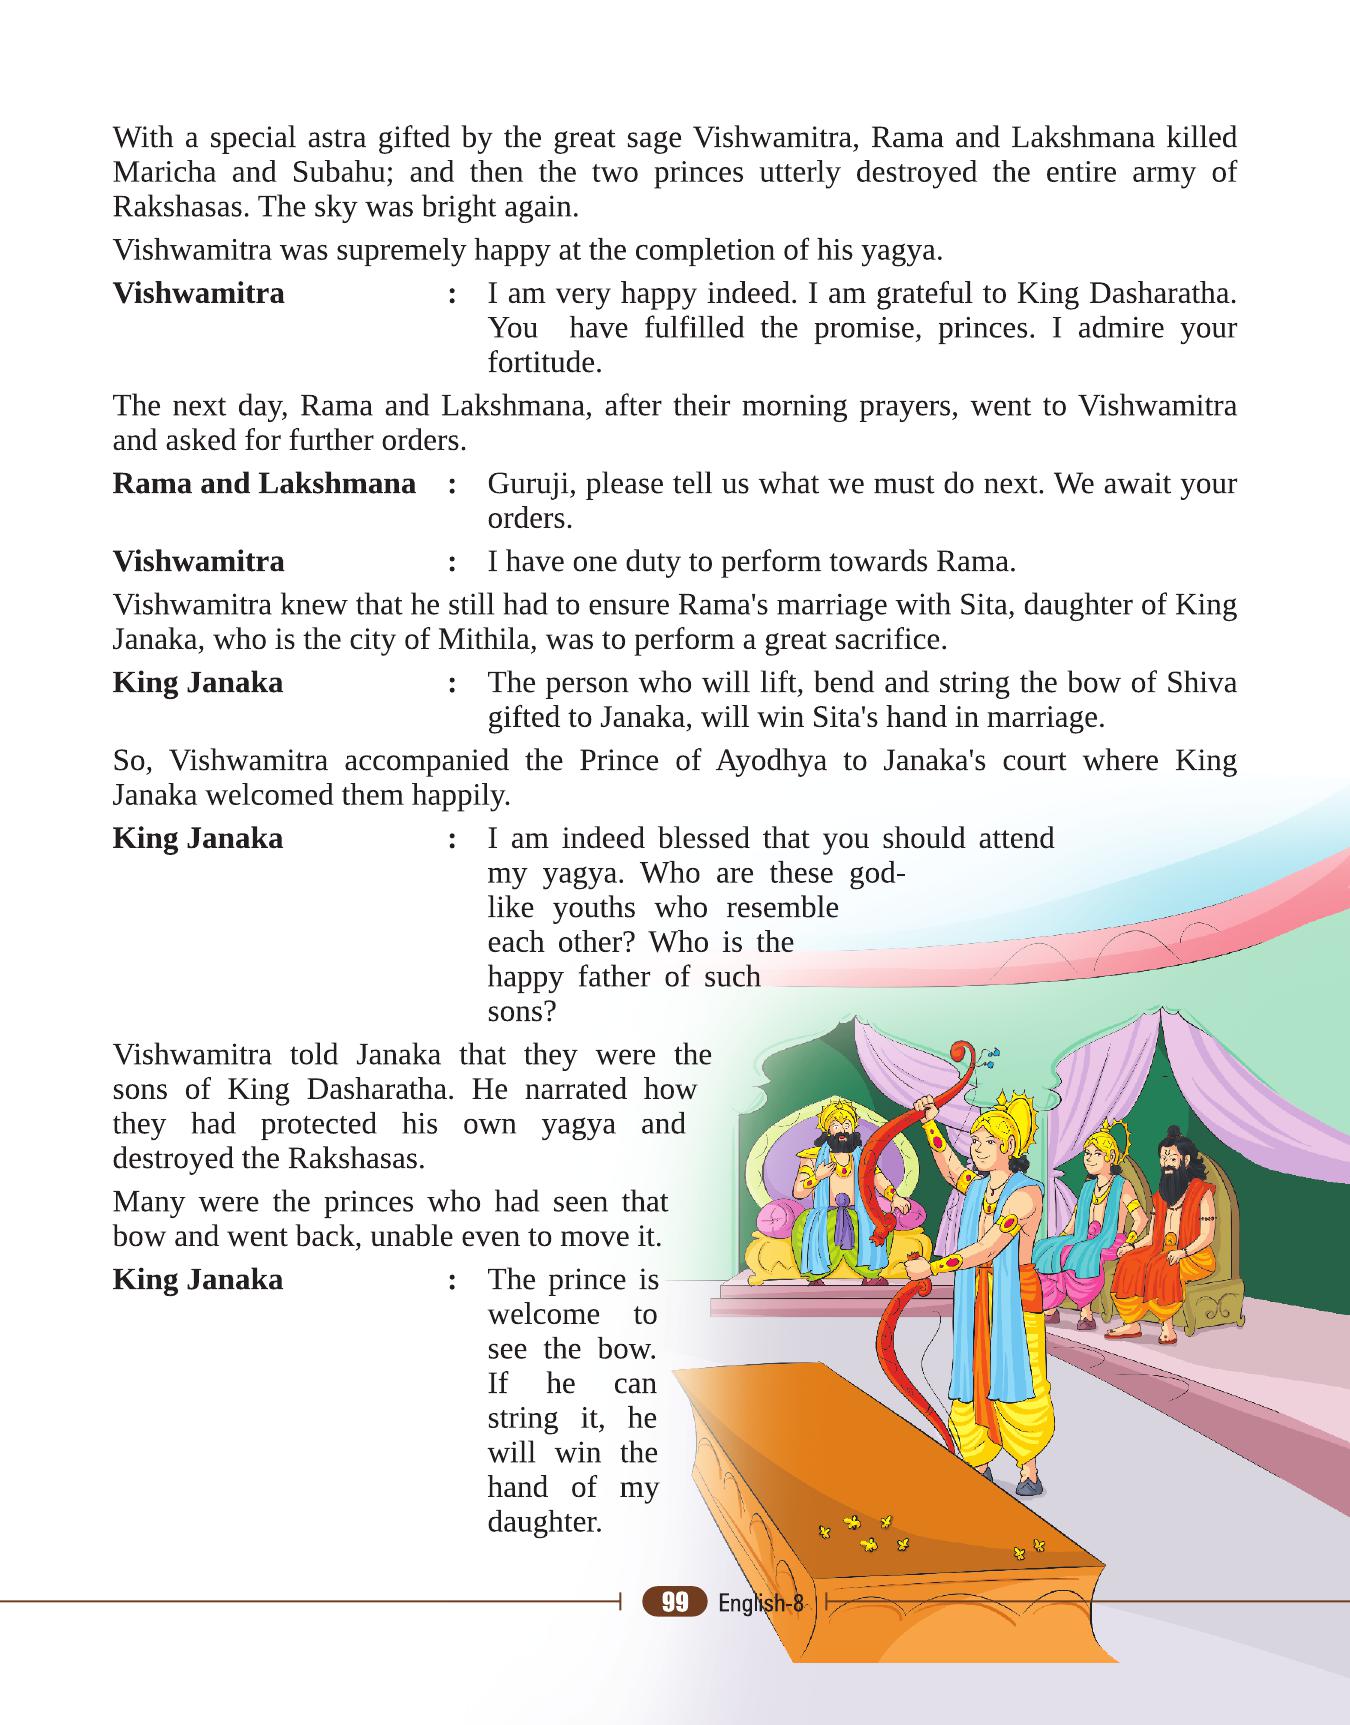 With a special astra gifted by the great sage Vishwamitra, Rama and Lakshmana killed
Maricha and Subahu; and then the two princes utterly destroyed the entire army of
Rakshasas. The sky was bright again.
Vishwamitra was supremely happy at the completion of his yagya.
Vishwamitra : I am very happy indeed. I am grateful to King Dasharatha.
You have fulfilled the promise, princes. I admire your
fortitude.
The next day, Rama and Lakshmana, after their morning prayers, went to Vishwamitra
and asked for further orders.
Rama and Lakshmana : Guruji, please tell us what we must do next. We await your
orders.
Vishwamitra : I have one duty to perform towards Rama.
Vishwamitra knew that he still had to ensure Rama's marriage with Sita, daughter of King
Janaka, who is the city of Mithila, was to perform a great sacrifice.
King Janaka : The person who will lift, bend and string the bow of Shiva
gifted to Janaka, will win Sita's hand in marriage.
So, Vishwamitra accompanied the Prince of Ayodhya to Janaka's court where King
Janaka welcomed them happily.
King Janaka : I am indeed blessed that you should attend
my yagya. Who are these god-
like youths who resemble
each other? Who is the
happy father of such
sons?
Vishwamitra told Janaka that they were the
sons of King Dasharatha. He narrated how
they had protected his own yagya and
destroyed the Rakshasas.
Many were the princes who had seen that
bow and went back, unable even to move it.
King Janaka : The prince is
welcome to
see the bow.
If he can
string it, he
will win the
hand of my
daughter.
99 English-8